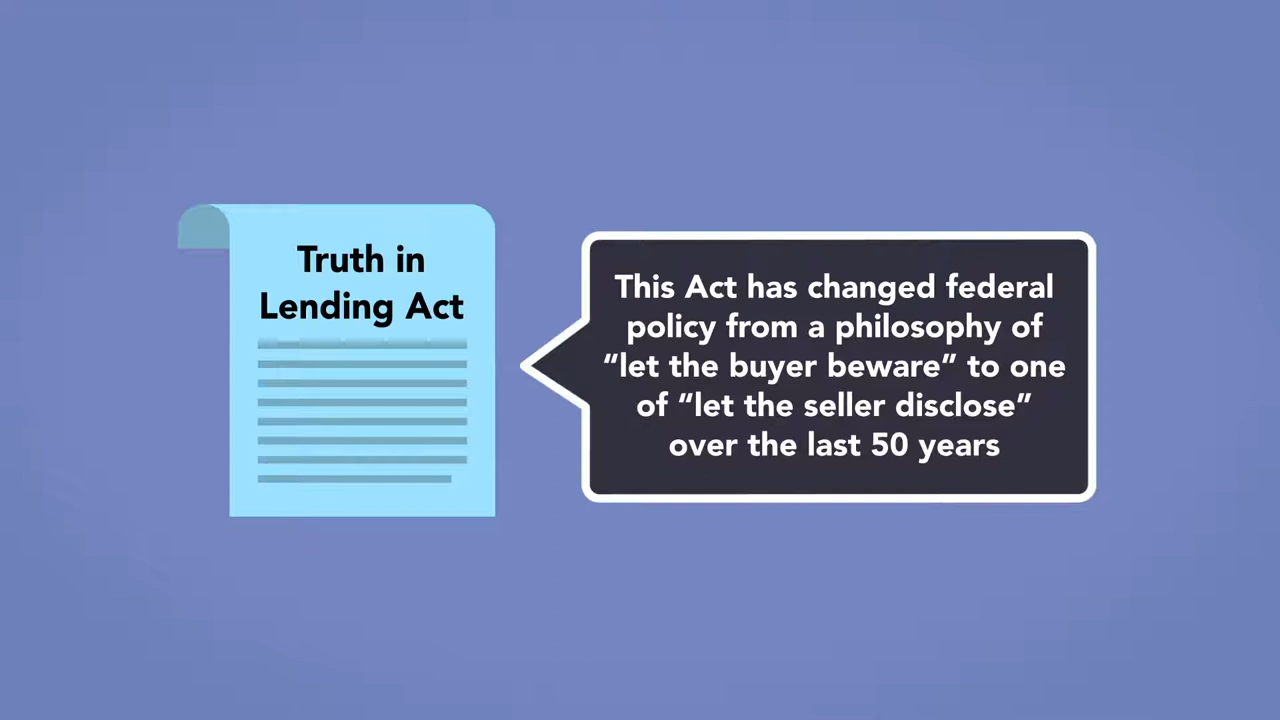 Truth in
Lending Act
This Act has changed federal
policy from a philosophy of
“let the buyer beware” to one
of “let the seller disclose”
over the last 50 years